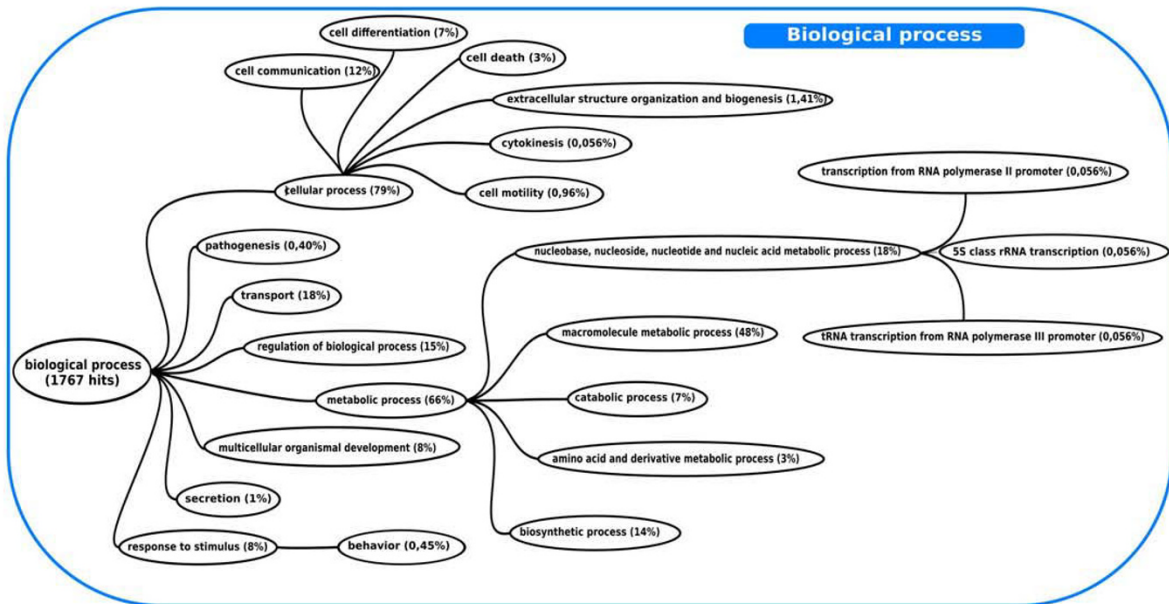 Biological process
cell differentiation (7%)
cell communication (12%)
cell death (3%)
extracellular structure organization and biogenesis (1,41%)
cytokinesis (0,056%)
cell motility (0,96%)
cellular process (79%)
transcription from RNA polymerase II promoter (0,056%)
pathogenesis (0,40%)
nucleobase, nucleoside, nucleotide and nucleic acid metabolic process (18%)
5S class rRNA transcription (0,056%)
transport (18%)
macromolecule metabolic process (48%)
tRNA transcription from RNA polymerase III promoter (0,056%)
regulation of biological process (15%)
biological process
(1767 hits)
metabolic process (66%)
catabolic process (7%)
multicellular organismal development (8%)
amino acid and derivative metabolic process (3%)
secretion (1%)
biosynthetic process (14%)
response to stimulus (8%)
behavior (0,45%)